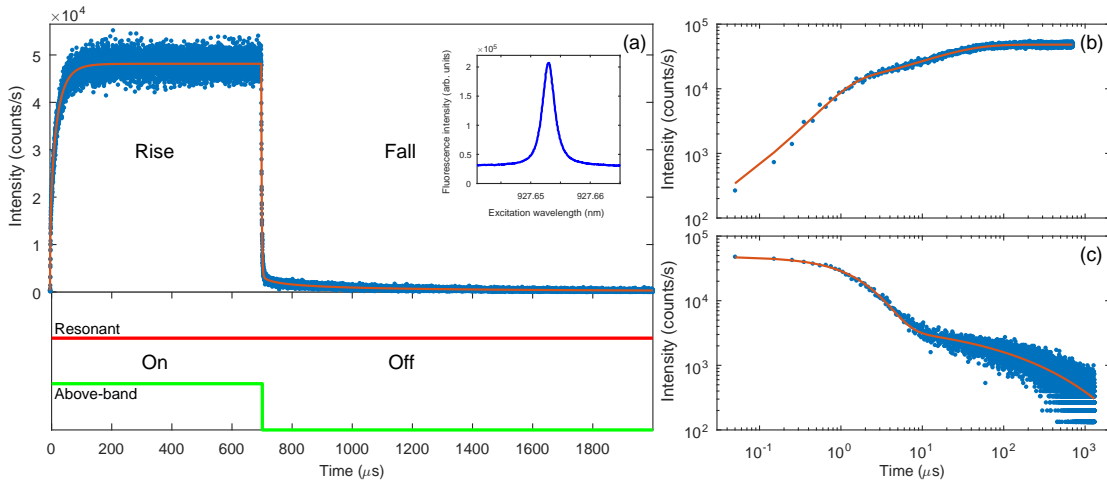 ×10⁴
(a)
5
4
3
2
1
0
Intensity (counts/s)
Rise
Fall
×10⁵
2
1.5
1
0.5
0
Fluorescence intensity (arb. units)
927.65
927.66
Excitation wavelength (nm)
Resonant
On
Off
Above-band
0
200
400
600
800
1000
1200
1400
1600
1800
Time (μs)
(b)
10⁵
10⁴
10³
10²
Intensity (counts/s)
(c)
10⁵
10⁴
10³
10²
Intensity (counts/s)
10⁻¹
10⁰
10¹
10²
10³
Time (μs)